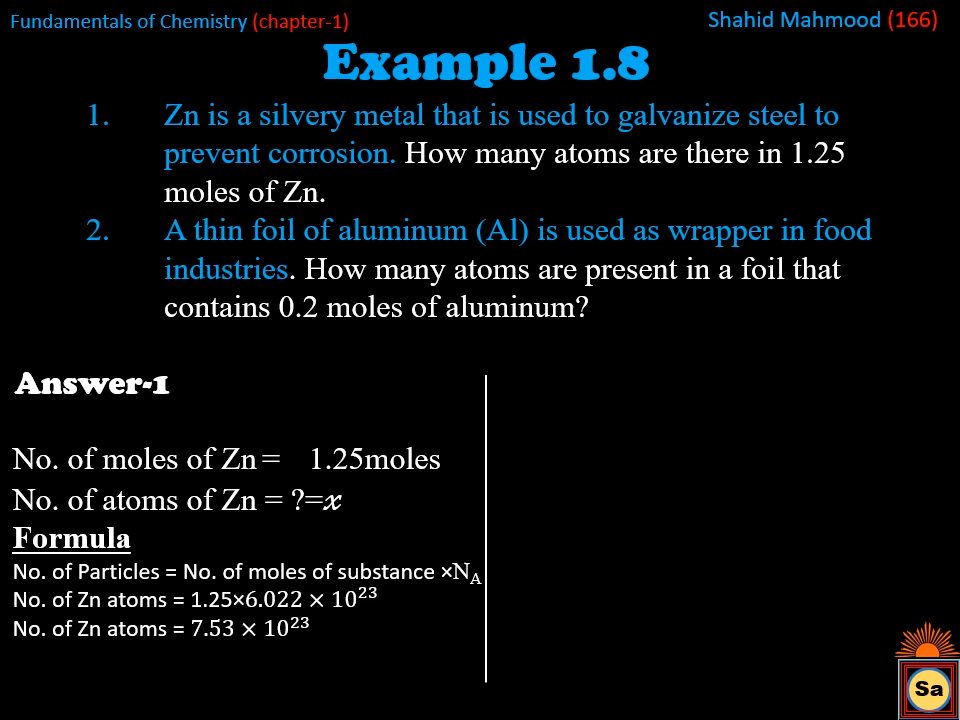 Fundamentals of Chemistry (chapter-1)
Shahid Mahmood (166)
Example 1.8
1. Zn is a silvery metal that is used to galvanize steel to
prevent corrosion. How many atoms are there in 1.25
moles of Zn.
2. A thin foil of aluminum (Al) is used as wrapper in food
industries. How many atoms are present in a foil that
contains 0.2 moles of aluminum?
Answer-1
No. of moles of Zn = 1.25moles
No. of atoms of Zn = ?=x
Formula
No. of Particles = No. of moles of substance ×N_A
No. of Zn atoms = 1.25×6.022 × 10²³
No. of Zn atoms = 7.53 × 10²³
Sa